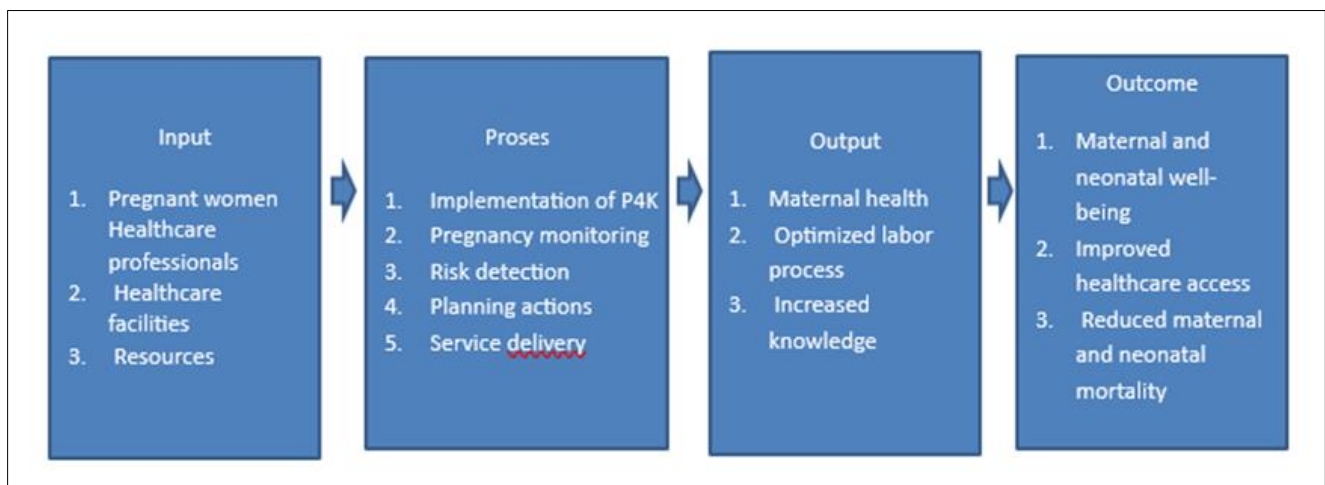 Input
1. Pregnant women
Healthcare
professionals
2. Healthcare
facilities
3. Resources
Proses
1. Implementation of P4K
2. Pregnancy monitoring
3. Risk detection
4. Planning actions
5. Service delivery
Output
1. Maternal health
2. Optimized labor
process
3. Increased
knowledge
Outcome
1. Maternal and
neonatal well-
being
2. Improved
healthcare access
3. Reduced maternal
and neonatal
mortality